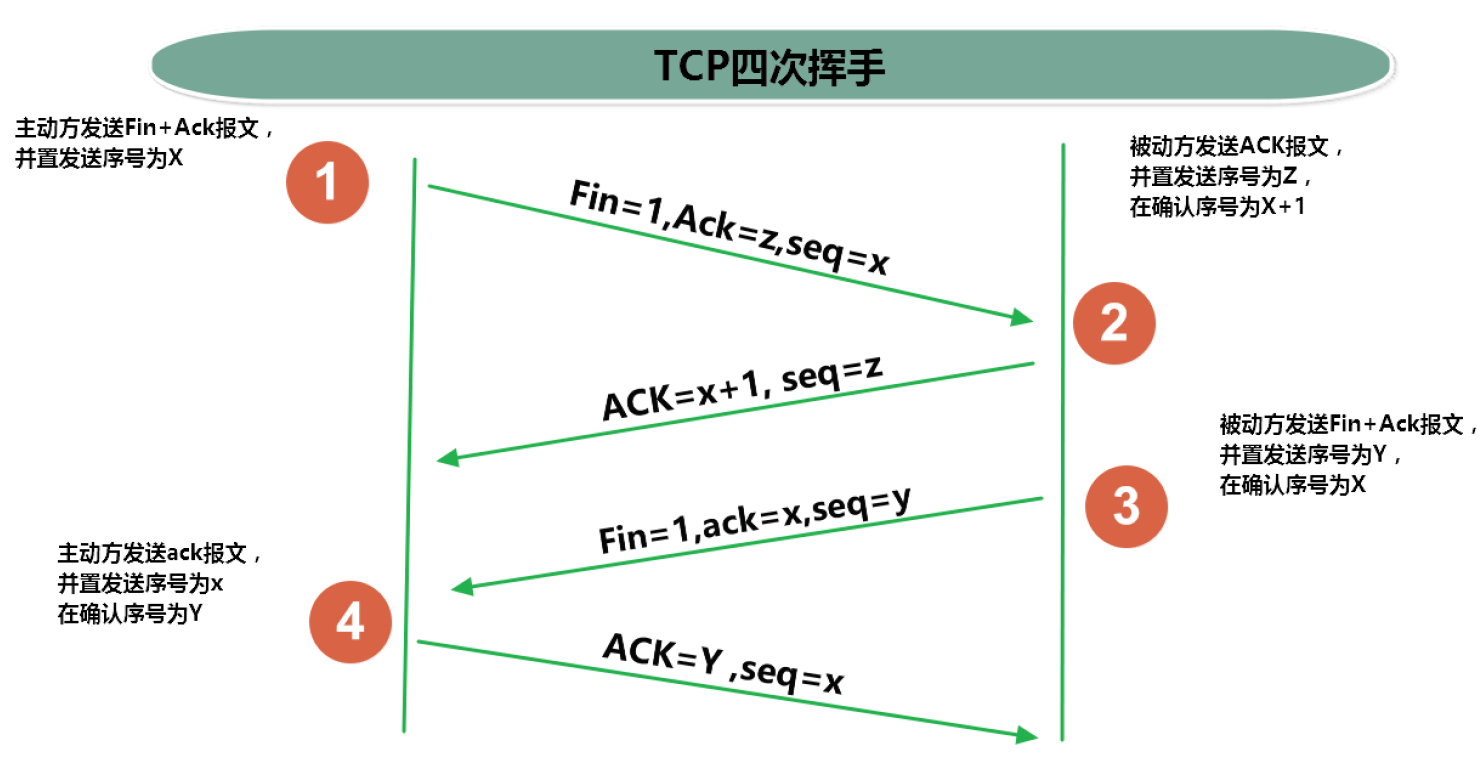 TCP四次挥手
主动方发送Fin+Ack报文，
并置发送序号为X
1
Fin=1,Ack=z,seq=x
被动方发送ACK报文，
并置发送序号为Z，
在确认序号为X+1
2
ACK=x+1, seq=z
被动方发送Fin+Ack报文，
并置发送序号为Y，
在确认序号为X
3
Fin=1,ack=x,seq=y
主动方发送ack报文，
并置发送序号为x
在确认序号为Y
4
ACK=Y ,seq=x